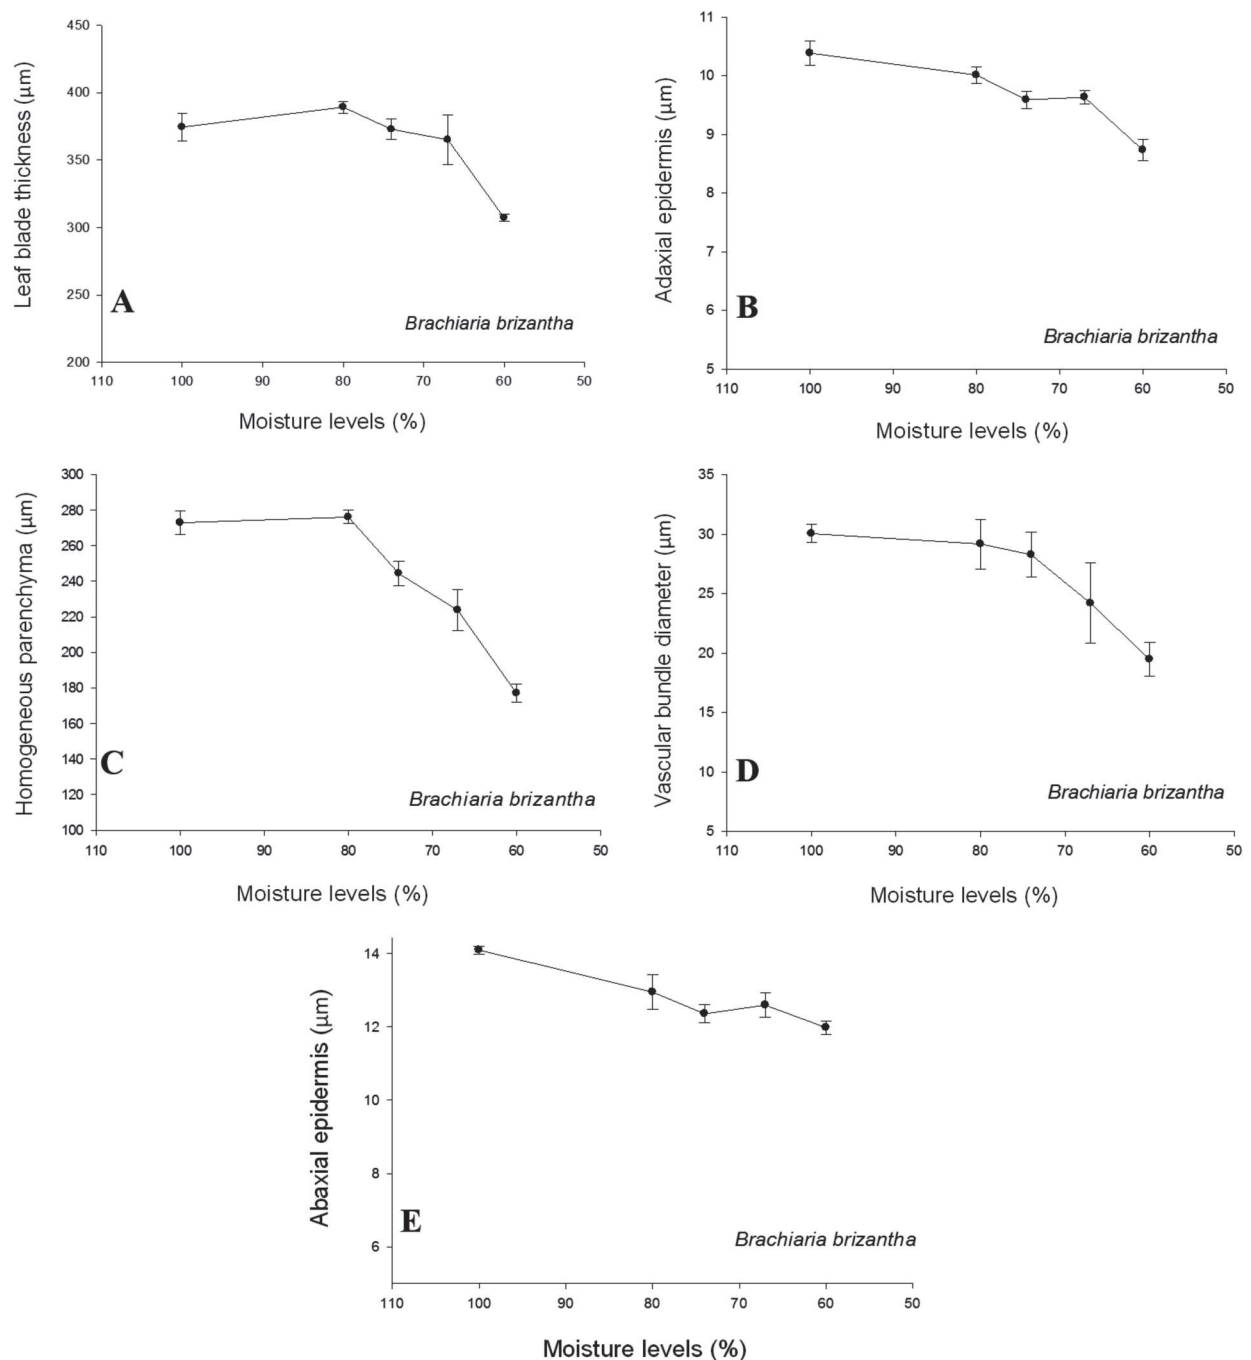 450
400
350
300
250
200
Leaf blade thickness (µm)
A
Brachiaria brizantha
110 100 90 80 70 60 50
Moisture levels (%)
11
10
9
8
7
6
5
Adaxial epidermis (µm)
B
Brachiaria brizantha
110 100 90 80 70 60 50
Moisture levels (%)
300
280
260
240
220
200
180
160
140
120
100
Homogeneous parenchyma (µm)
C
Brachiaria brizantha
110 100 90 80 70 60 50
Moisture levels (%)
35
30
25
20
15
10
5
Vascular bundle diameter (µm)
D
Brachiaria brizantha
110 100 90 80 70 60 50
Moisture levels (%)
14
12
10
8
6
Abaxial epidermis (µm)
E
Brachiaria brizantha
110 100 90 80 70 60 50
Moisture levels (%)